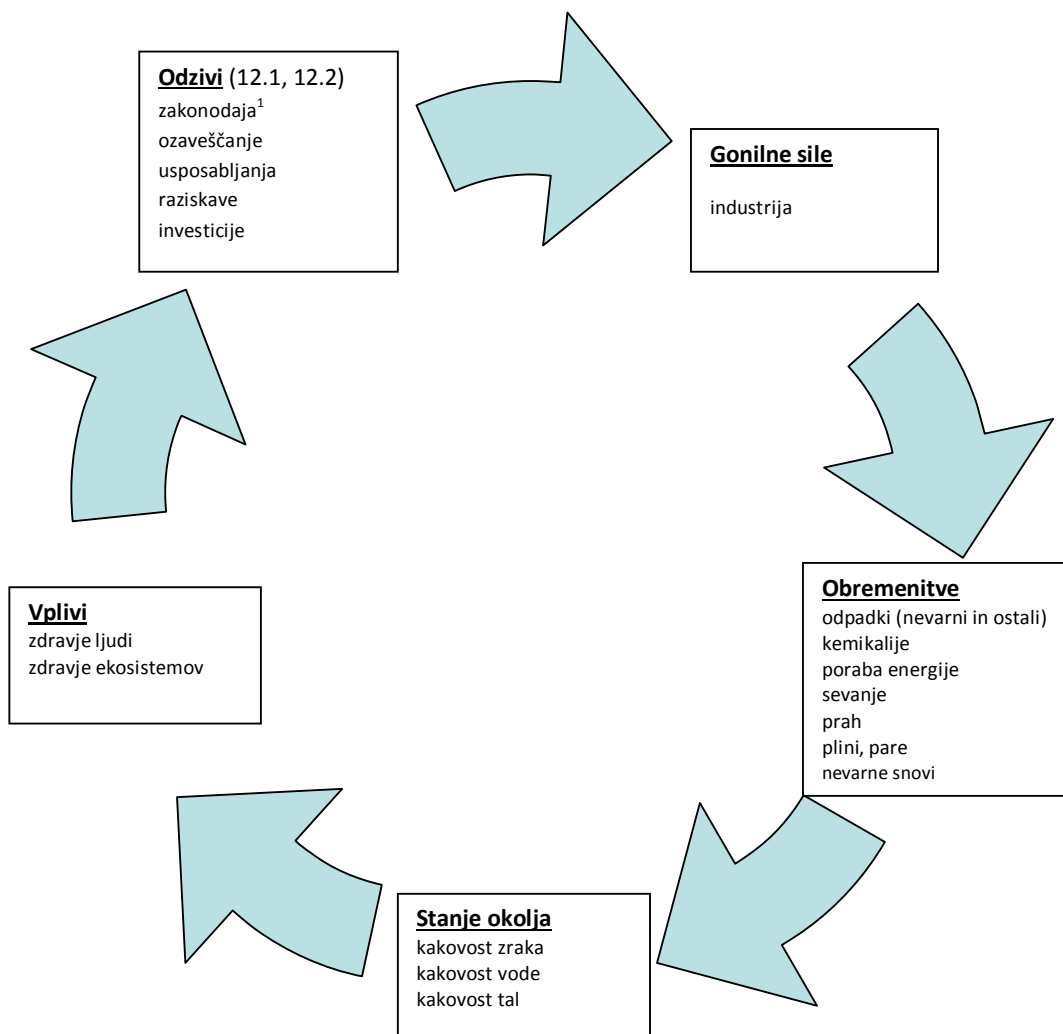 Odzivi (12.1, 12.2)
zakonodaja¹
ozaveščanje
usposabljanja
raziskave
investicije
Gonilne sile
industrija
Obremenitve
odpadki (nevarni in ostali)
kemikalije
poraba energije
sevanje
prah
plini, pare
nevarne snovi
Stanje okolja
kakovost zraka
kakovost vode
kakovost tal
Vplivi
zdravje ljudi
zdravje ekosistemov